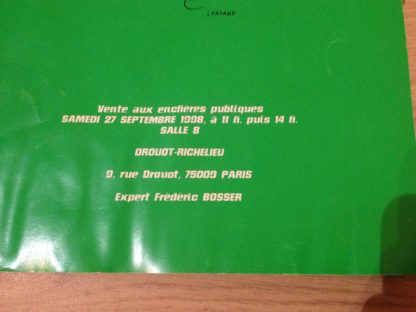 CHALAND
Vente aux enchères publiques
SAMEDI 27 SEPTEMBRE 1998, à 11 h. puis 14 h.
SALLE 8
DROUOT-RICHELIEU
9, rue Drouot, 75009 PARIS
Expert Frédéric BOSSER